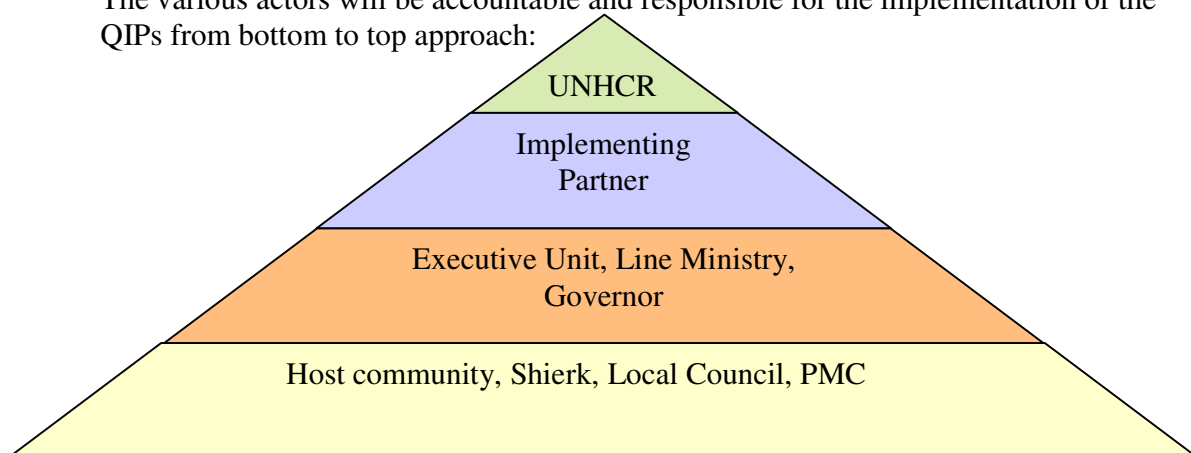 The various actors will be accountable and responsible for the implementation of the
QIPs from bottom to top approach:
UNHCR
Implementing
Partner
Executive Unit, Line Ministry,
Governor
Host community, Shierk, Local Council, PMC